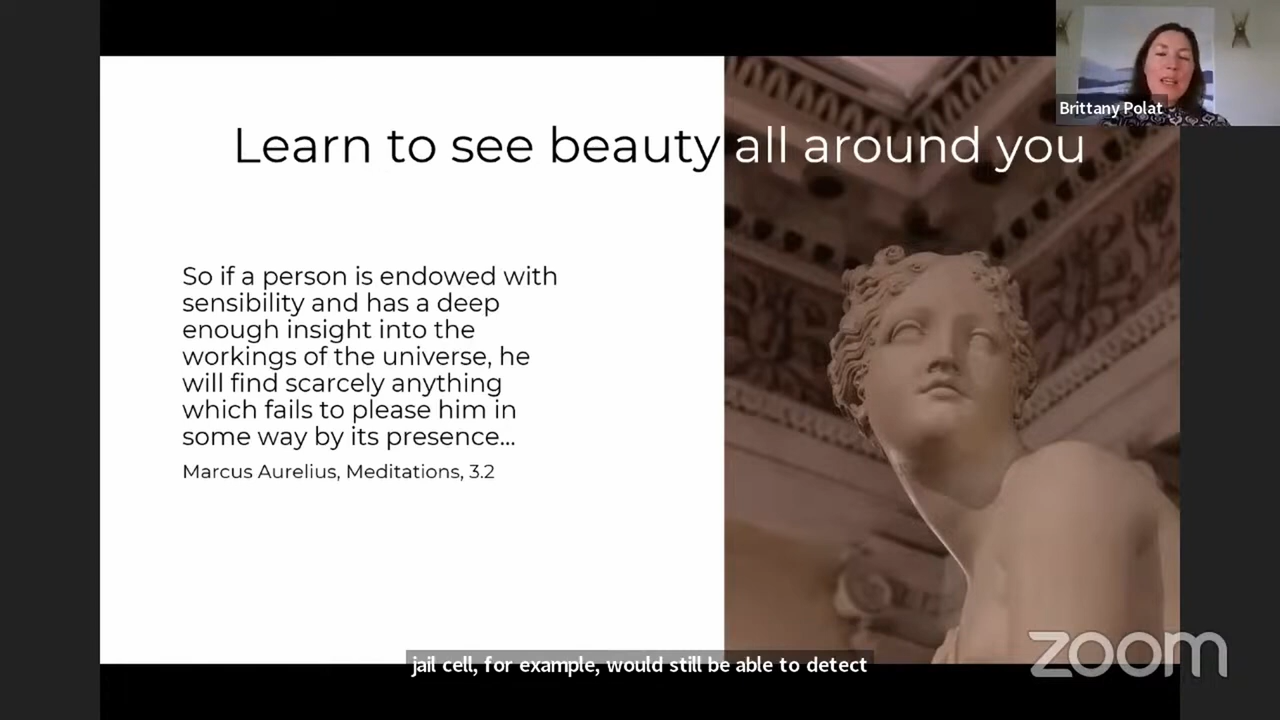 Brittany Polat
Learn to see beauty all around you
So if a person is endowed with
sensibility and has a deep
enough insight into the
workings of the universe, he
will find scarcely anything
which fails to please him in
some way by its presence...
Marcus Aurelius, Meditations, 3.2
jail cell, for example, would still be able to detect
zoom